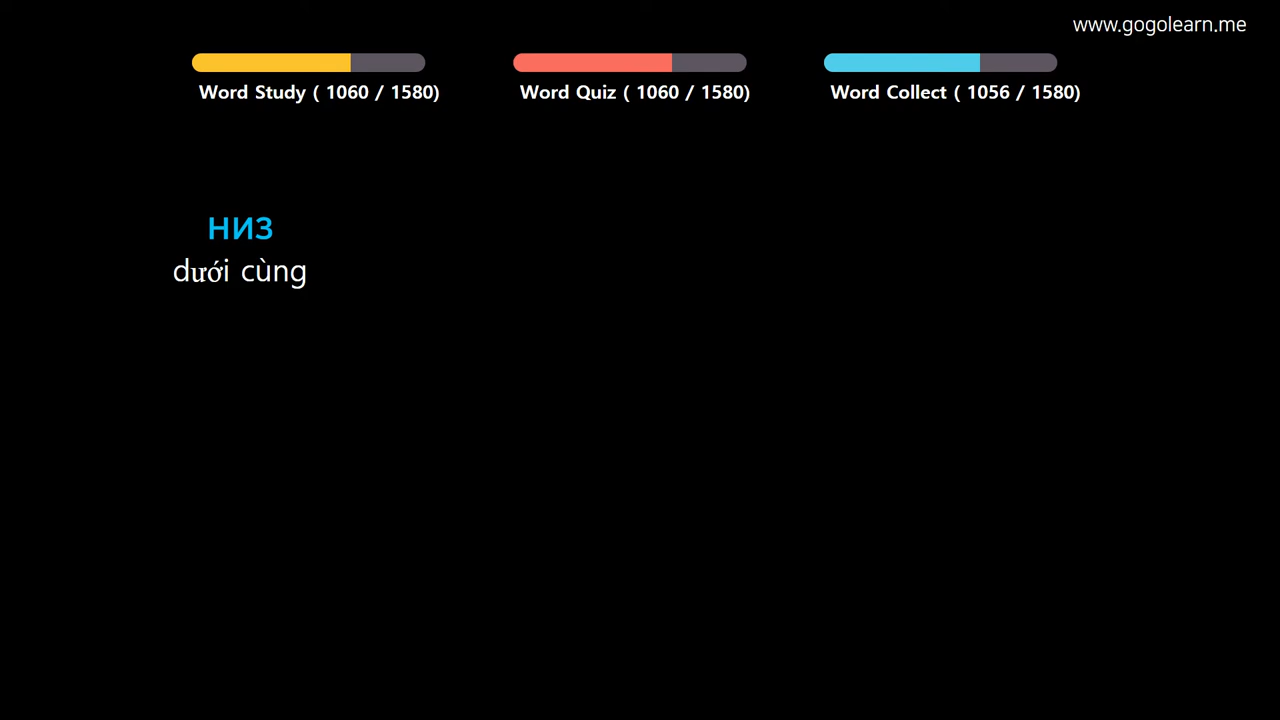 www.gogolearn.me
Word Study ( 1060 / 1580)
Word Quiz ( 1060 / 1580)
Word Collect ( 1056 / 1580)
низ
dưới cùng